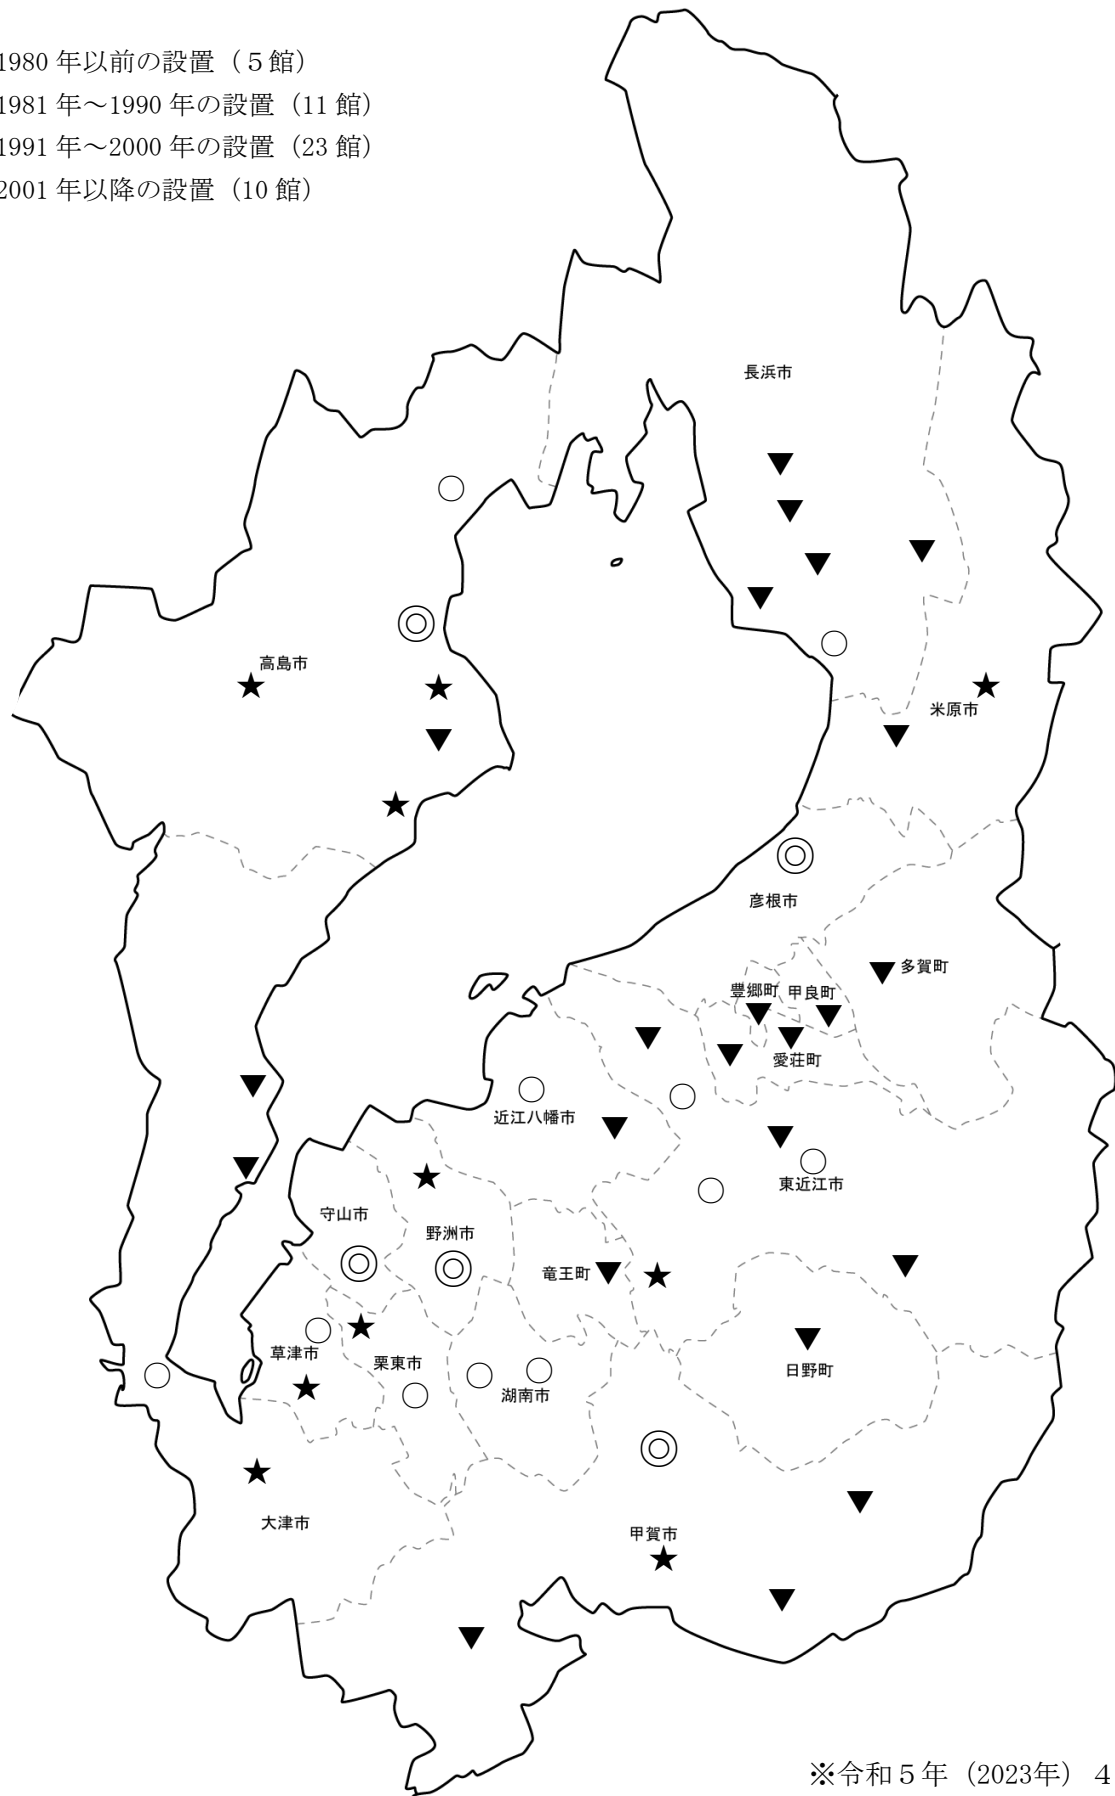 1980 年以前の設置（５館）
1981 年～1990 年の設置（11 館）
1991 年～2000 年の設置（23 館）
2001 年以降の設置（10 館）
長浜市
高島市
米原市
彦根市
多賀町
豊郷町 甲良町
愛荘町
近江八幡市
東近江市
守山市
野洲市
竜王町
草津市
栗東市
湖南市
日野町
大津市
甲賀市
※令和５年（2023年）４